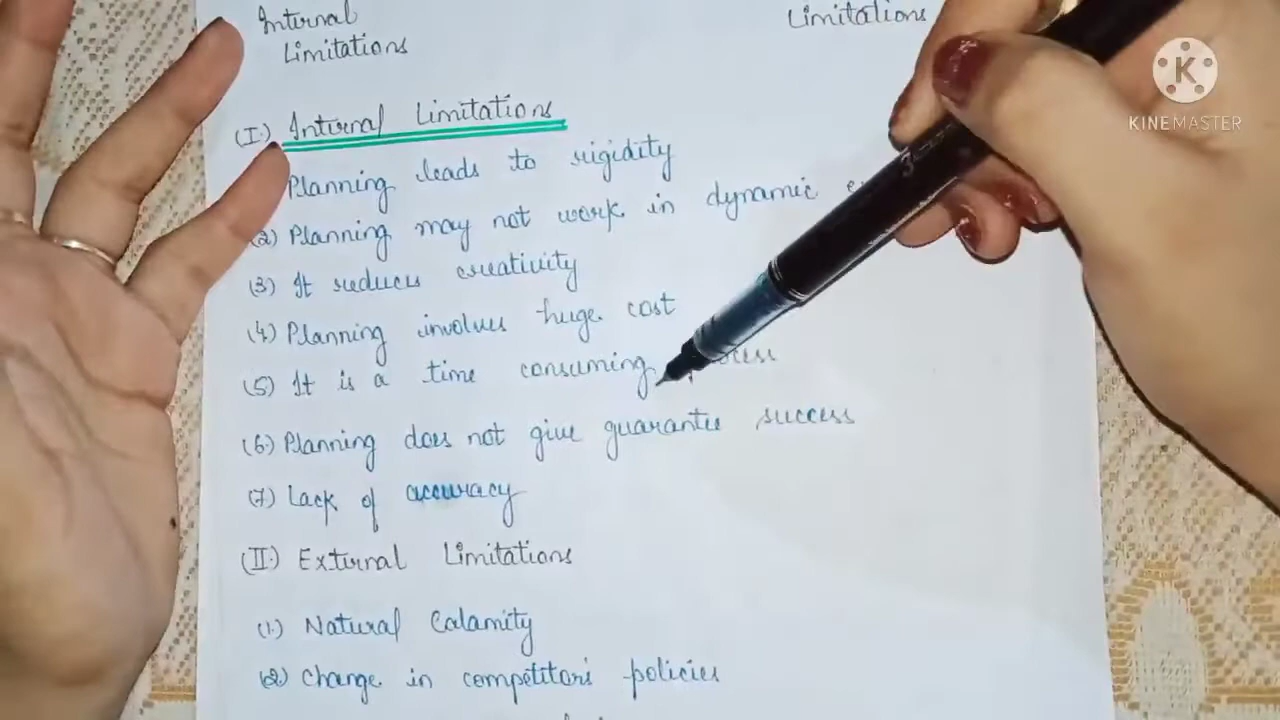 Internal
Limitations
Limitations
(I.) Internal Limitations
Planning leads to rigidity
(2) Planning may not work in dynamic
(3) It reduces creativity
(4) Planning involves huge cost
(5) It is a time consuming
(6) Planning does not give guarantee success
(7) Lack of accuracy
(II.) External Limitations
(1.) Natural Calamity
(2) Change in competitor's policies
KINEMASTER